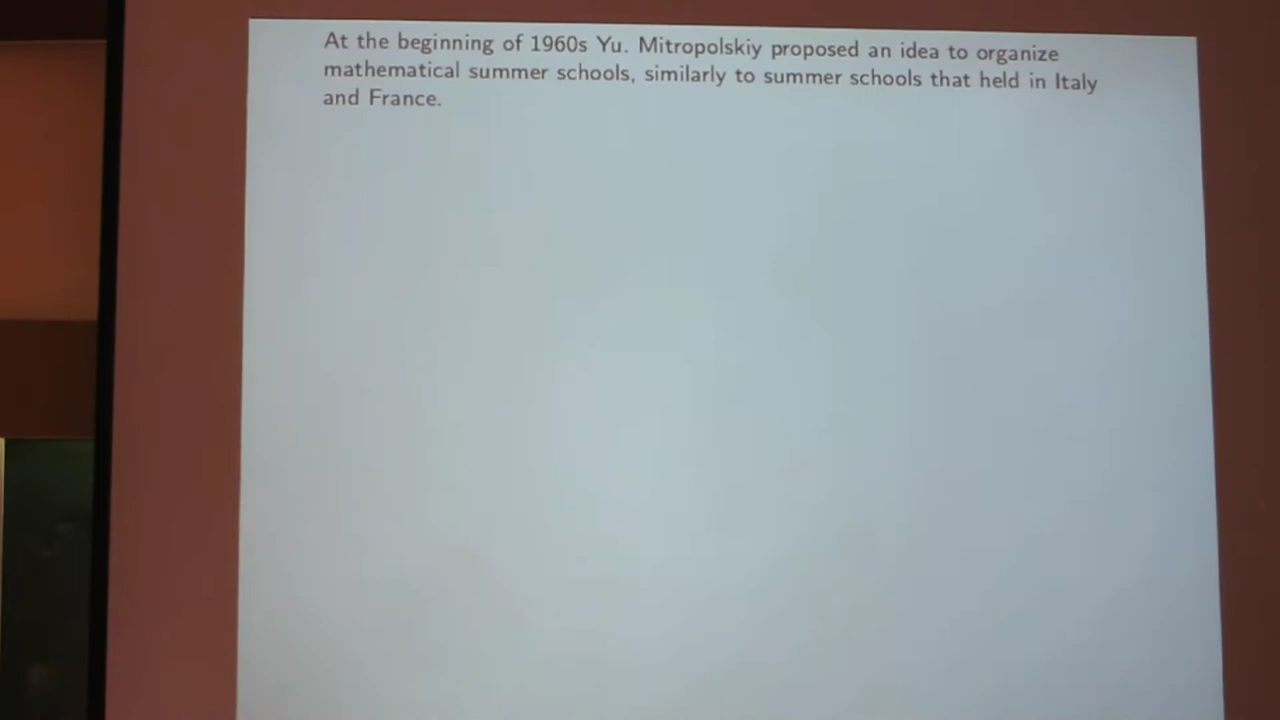 At the beginning of 1960s Yu. Mitropolskiy proposed an idea to organize
mathematical summer schools, similarly to summer schools that held in Italy
and France.